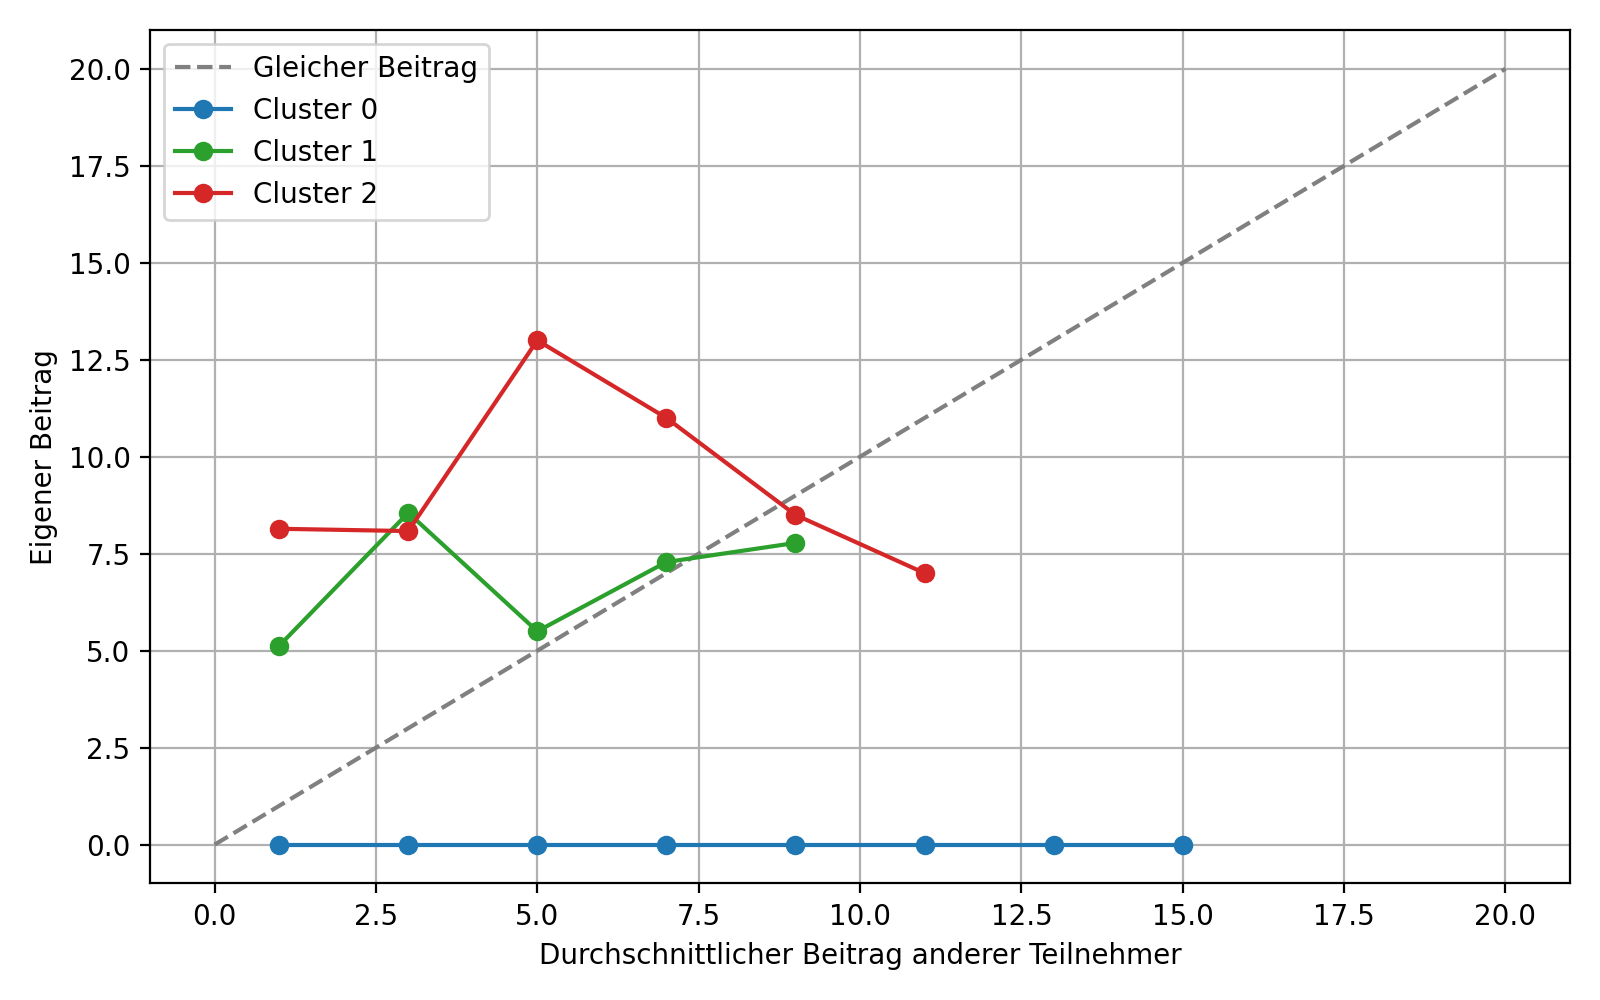 Gleicher Beitrag
Cluster 0
Cluster 1
Cluster 2
20.0
17.5
15.0
12.5
10.0
7.5
5.0
2.5
0.0
Eigener Beitrag
0.0 2.5 5.0 7.5 10.0 12.5 15.0 17.5 20.0
Durchschnittlicher Beitrag anderer Teilnehmer